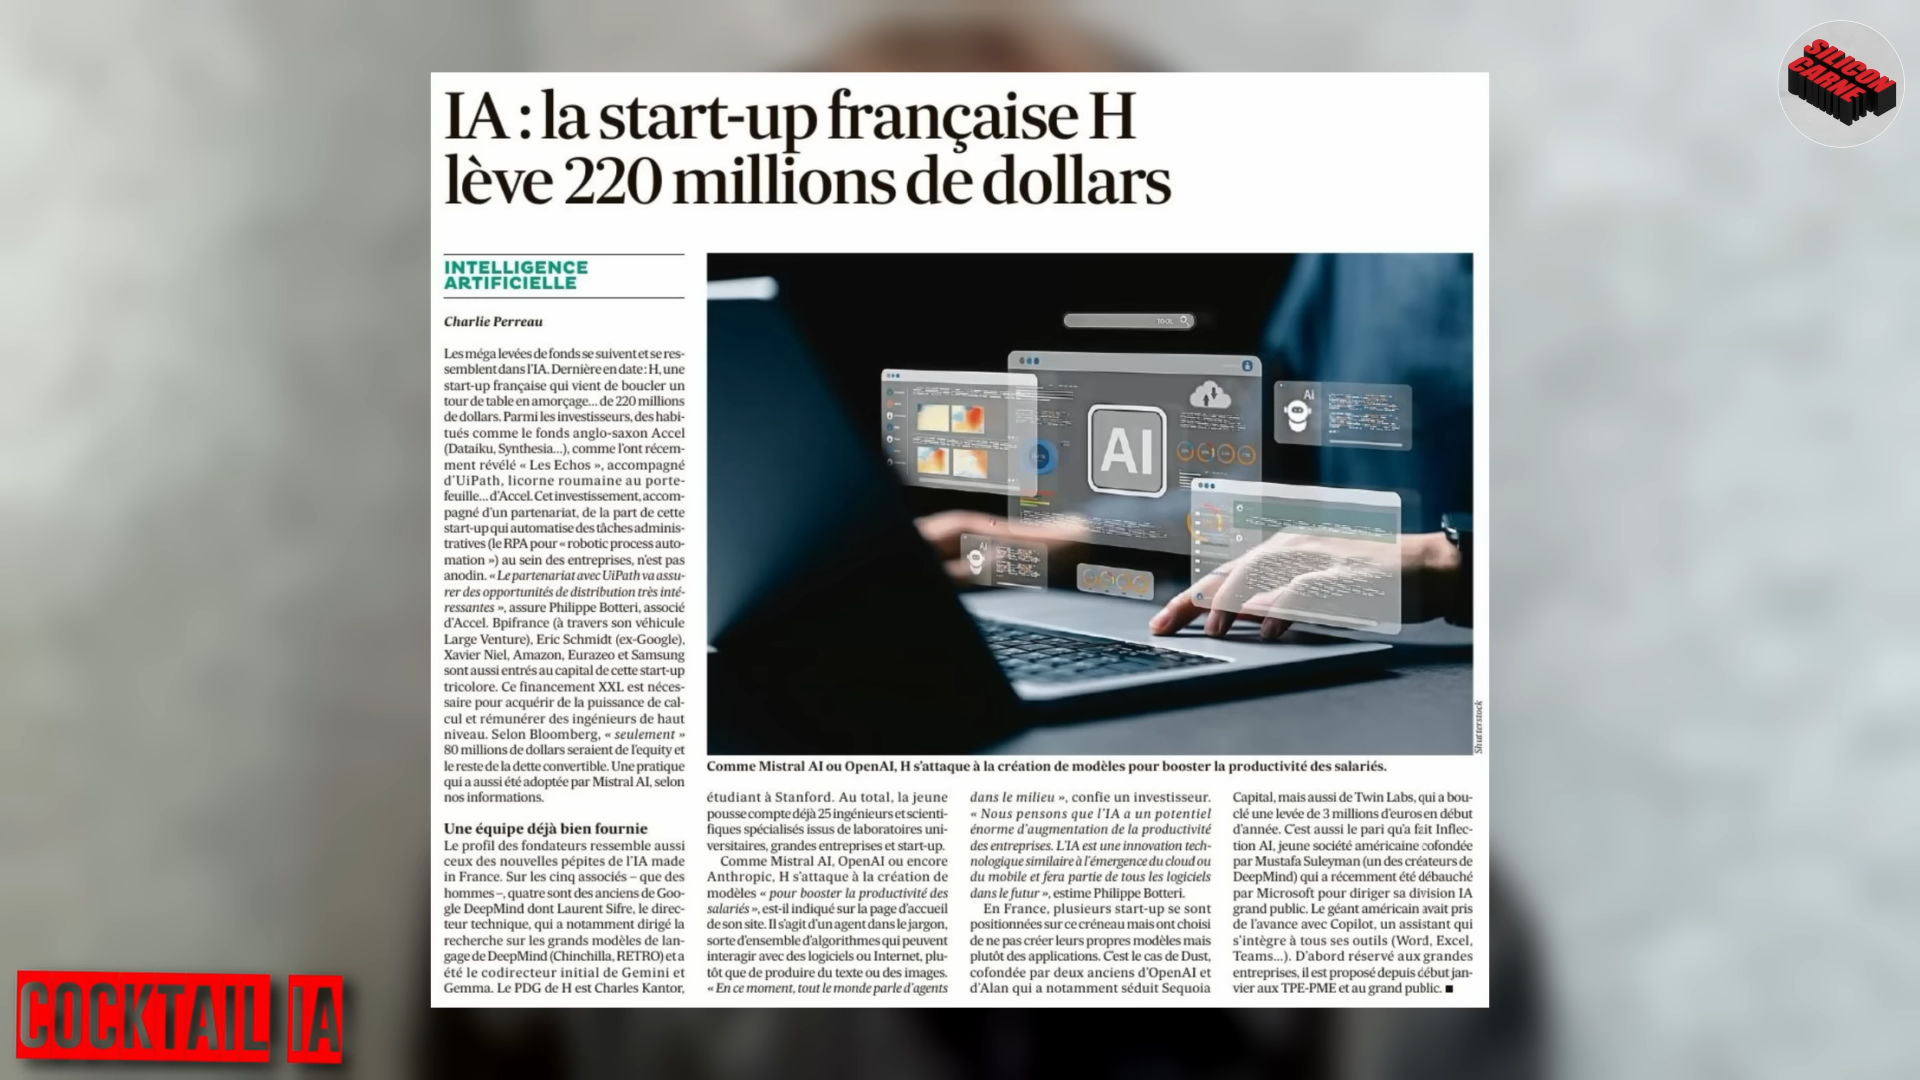 SILICON
CARNE
IA : la start-up française H
lève 220 millions de dollars
INTELLIGENCE
ARTIFICIELLE
Charlie Perreau
Les méga levées de fonds se suivent et se res-
semblent dans l'IA. Dernière en date : H, une
start-up française qui vient de boucler un
tour de table en amorçage... de 220 millions
de dollars. Parmi les investisseurs, des habi-
tués comme le fonds anglo-saxon Accel
(Dataiku, Synthesia...), comme l'ont récem-
ment révélé « Les Echos », accompagné
d'UiPath, licorne roumaine au porte-
feuille... d'Accel. Cet investissement, accom-
pagné d'un partenariat, de la part de cette
start-up qui automatise des tâches adminis-
tratives (le RPA pour « robotic process auto-
mation ») au sein des entreprises, n'est pas
anodin. « Le partenariat avec UiPath va assu-
rer des opportunités de distribution très inté-
ressantes », assure Philippe Botteri, associé
d'Accel. Bpifrance (à travers son véhicule
Large Venture), Eric Schmidt (ex-Google),
Xavier Niel, Amazon, Eurazeo et Samsung
sont aussi entrés au capital de cette start-up
tricolore. Ce financement XXL est néces-
saire pour acquérir de la puissance de cal-
cul et rémunérer des ingénieurs de haut
niveau. Selon Bloomberg, « seulement »
80 millions de dollars seraient de l'equity et
le reste de la dette convertible. Une pratique
qui a aussi été adoptée par Mistral AI, selon
nos informations.
Une équipe déjà bien fournie
Le profil des fondateurs ressemble aussi
ceux des nouvelles pépites de l'IA made
in France. Sur les cinq associés – que des
hommes –, quatre sont des anciens de Goo-
gle DeepMind dont Laurent Sifre, le direc-
teur technique, qui a notamment dirigé la
recherche sur les grands modèles de lan-
gage de DeepMind (Chinchilla, RETRO) et a
été le codirecteur initial de Gemini et
Gemma. Le PDG de H est Charles Kantor,
TOOL
AI
AI
AI
Shutterstock
Comme Mistral AI ou OpenAI, H s'attaque à la création de modèles pour booster la productivité des salariés.
étudiant à Stanford. Au total, la jeune
pousse compte déjà 25 ingénieurs et scienti-
fiques spécialisés issus de laboratoires uni-
versitaires, grandes entreprises et start-up.
Comme Mistral AI, OpenAI ou encore
Anthropic, H s'attaque à la création de
modèles « pour booster la productivité des
salariés », est-il indiqué sur la page d'accueil
de son site. Il s'agit d'un agent dans le jargon,
sorte d'ensemble d'algorithmes qui peuvent
interagir avec des logiciels ou Internet, plu-
tôt que de produire du texte ou des images.
« En ce moment, tout le monde parle d'agents
dans le milieu », confie un investisseur.
« Nous pensons que l'IA a un potentiel
énorme d'augmentation de la productivité
des entreprises. L'IA est une innovation tech-
nologique similaire à l'émergence du cloud ou
du mobile et fera partie de tous les logiciels
dans le futur », estime Philippe Botteri.
En France, plusieurs start-up se sont
positionnées sur ce créneau mais ont choisi
de ne pas créer leurs propres modèles mais
plutôt des applications. C'est le cas de Dust,
cofondée par deux anciens d'OpenAI et
d'Alan qui a notamment séduit Sequoia
Capital, mais aussi de Twin Labs, qui a bou-
clé une levée de 3 millions d'euros en début
d'année. C'est aussi le pari qu'a fait Inflec-
tion AI, jeune société américaine cofondée
par Mustafa Suleyman (un des créateurs de
DeepMind) qui a récemment été débauché
par Microsoft pour diriger sa division IA
grand public. Le géant américain avait pris
de l'avance avec Copilot, un assistant qui
s'intègre à tous ses outils (Word, Excel,
Teams...). D'abord réservé aux grandes
entreprises, il est proposé depuis début jan-
vier aux TPE-PME et au grand public. ■
COCKTAIL IA